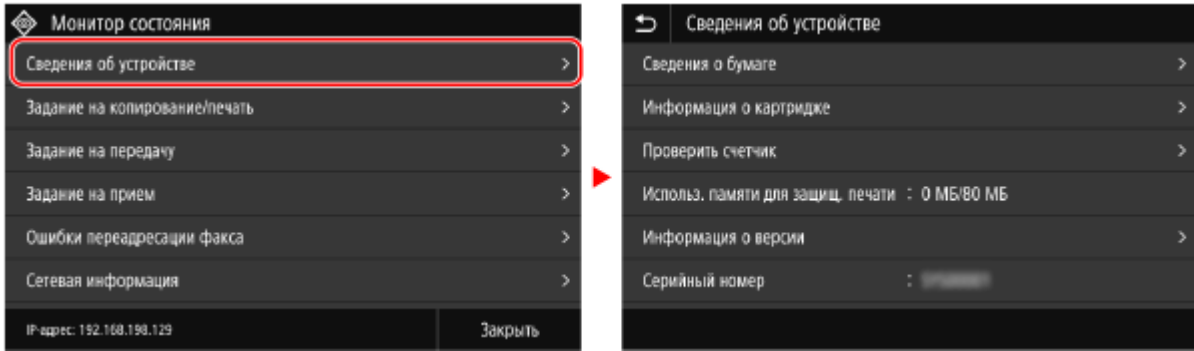 Монитор состояния
Сведения об устройстве
Задание на копирование/печать
Задание на передачу
Задание на прием
Ошибки переадресации факса
Сетевая информация
IP-адрес: 192.168.198.129
Закрыть
Сведения об устройстве
Сведения о бумаге
Информация о картридже
Проверить счетчик
Использ. памяти для защищ. печати : 0 МБ/80 МБ
Информация о версии
Серийный номер :